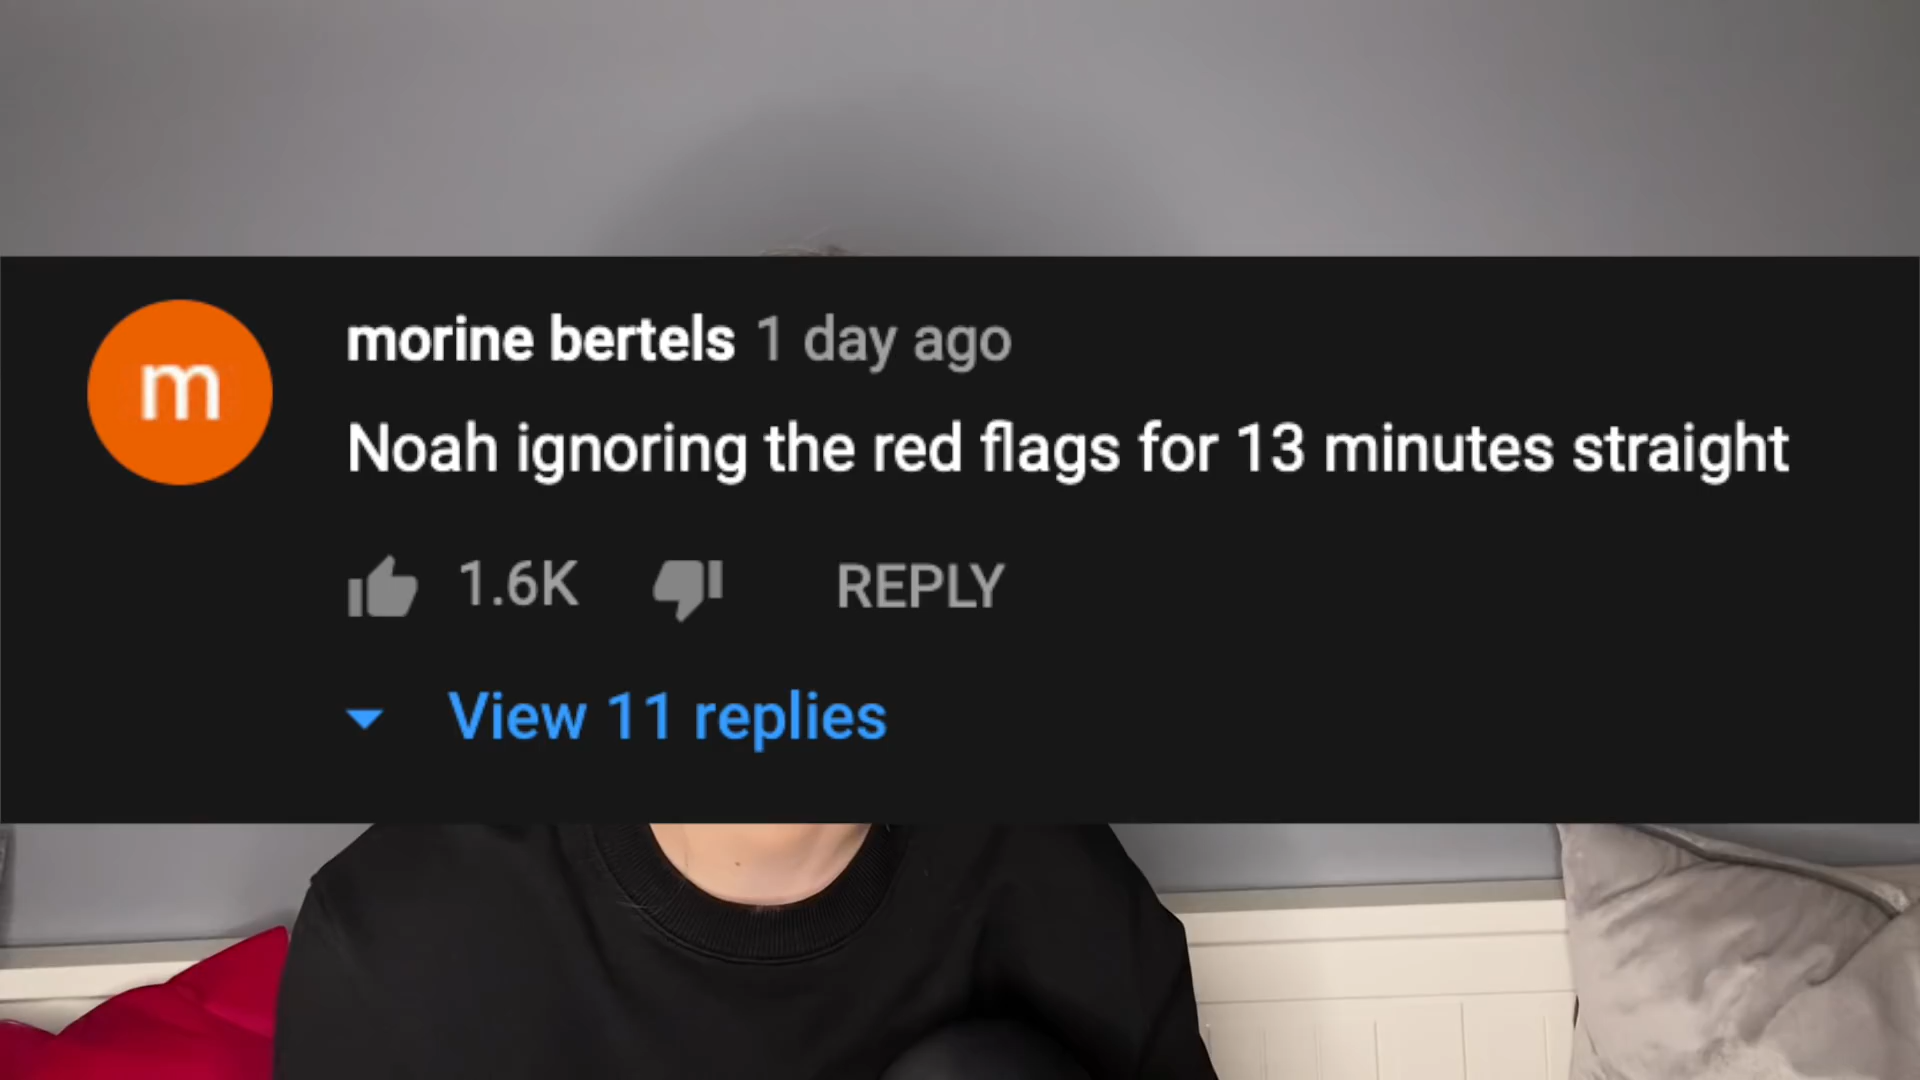 m
morine bertels 1 day ago
Noah ignoring the red flags for 13 minutes straight
1.6K REPLY
View 11 replies